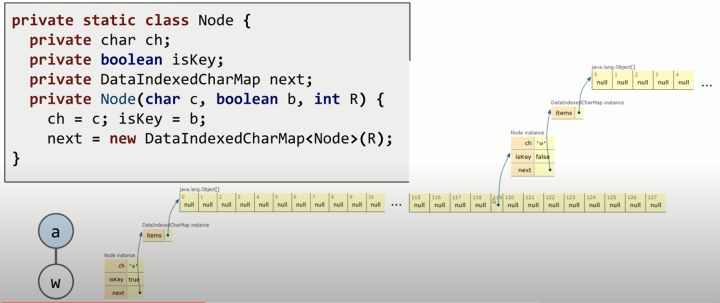 private static class Node {
private char ch;
private boolean isKey;
private DataIndexedCharMap next;
private Node(char c, boolean b, int R) {
ch = c; isKey = b;
next = new DataIndexedCharMap<Node>(R);
}
java.lang.Object[]
0 1 2 3 4
null null null null null ...
DataIndexedCharMap instance
items
Node instance
ch 'w'
isKey false
next
java.lang.Object[]
0 1 2 3 4 5 6 7 8 9 10 ... 115 116 117 118 119 120 121 122 123 124 125 126 127
null null null null null null null null null null null null null null null null null null null null null null null
DataIndexedCharMap instance
items
Node instance
ch 'a'
isKey true
next
a
w